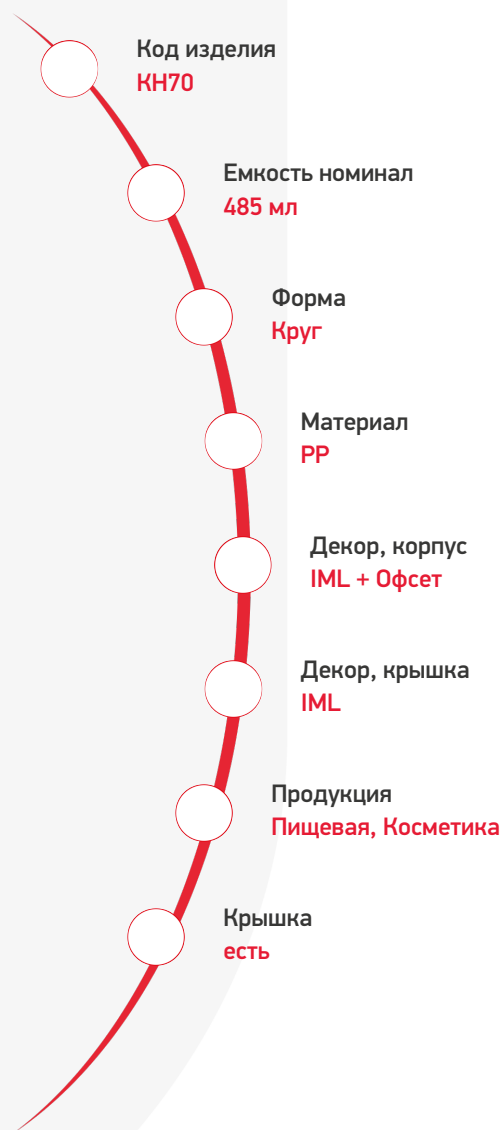 Код изделия
КН70
Емкость номинал
485 мл
Форма
Круг
Материал
PP
Декор, корпус
IML + Офсет
Декор, крышка
IML
Продукция
Пищевая, Косметика
Крышка
есть